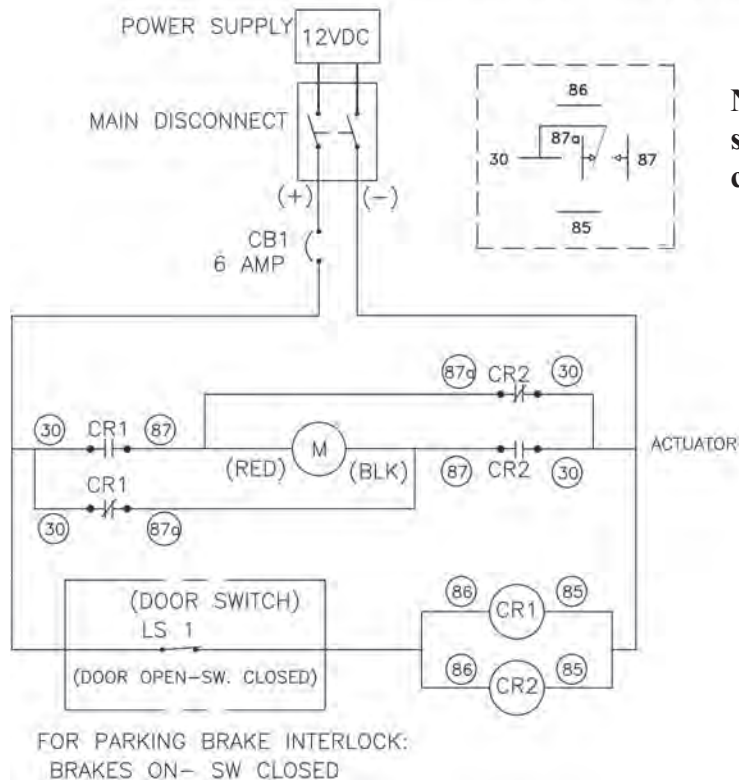 POWER SUPPLY
12VDC
MAIN DISCONNECT
(+)
(-)
CB1
6 AMP
86
87a
30
87
85
87a
CR2
30
30
CR1
87
M
(RED)
(BLK)
87
CR2
30
ACTUATOR
CR1
30
87a
(DOOR SWITCH)
LS 1
(DOOR OPEN-SW. CLOSED)
86
85
CR1
86
85
CR2
FOR PARKING BRAKE INTERLOCK:
BRAKES ON- SW CLOSED